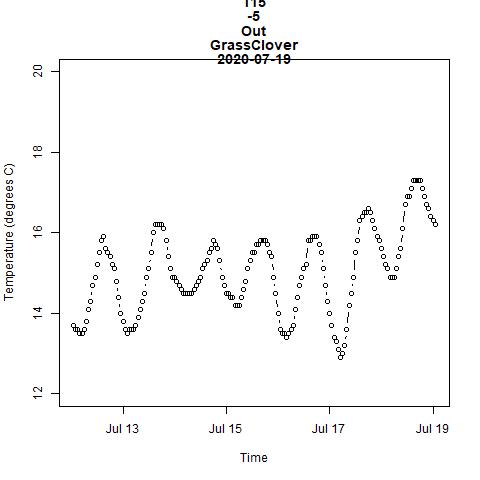 T15
-5
Out
GrassClover
2020-07-19
Temperature (degrees C)
20
18
16
14
12
Jul 13
Jul 15
Jul 17
Jul 19
Time